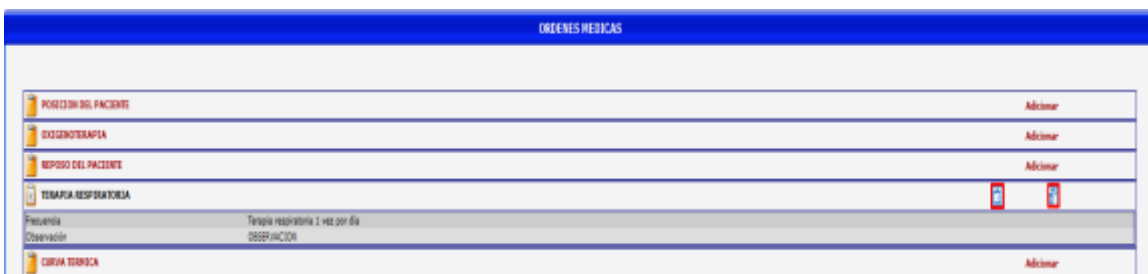 ORDENES MEDICAS
POSICION DEL PACIENTE Adicionar
OXIGENOTERAPIA Adicionar
REPOSO DEL PACIENTE Adicionar
TERAPIA RESPIRATORIA
Frecuencia Terapia respiratoria 1 vez por día
Observación OBSERVACION
CURVA TERMICA Adicionar